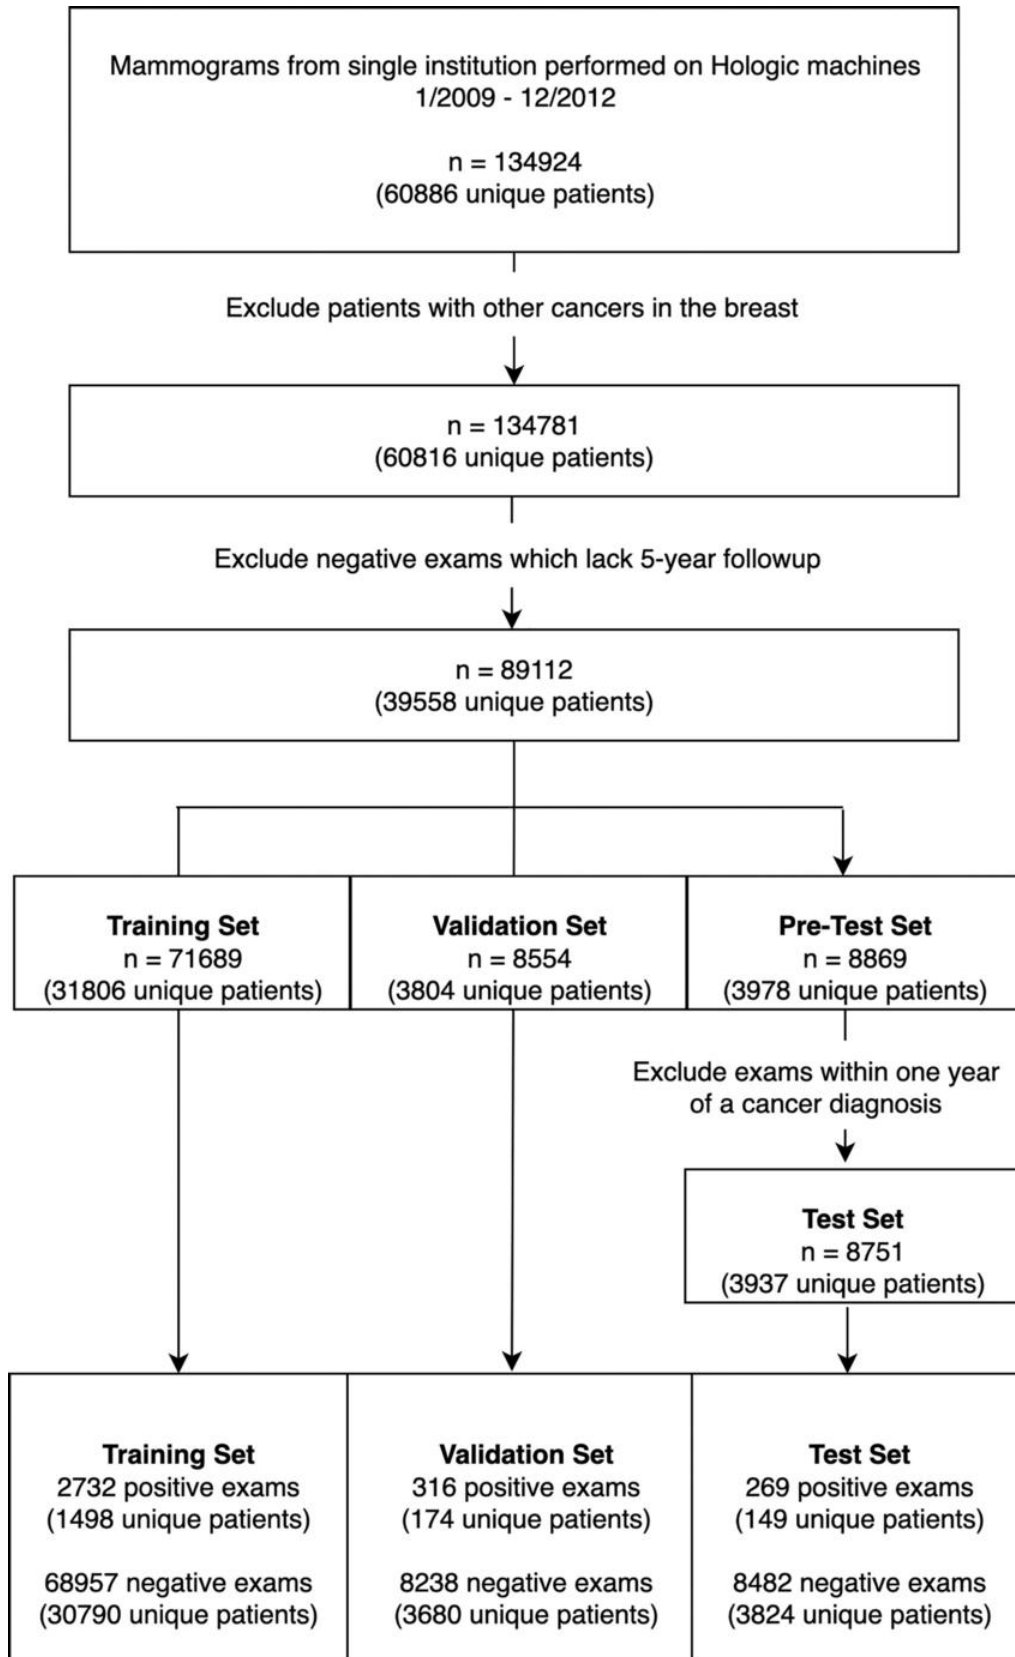 Mammograms from single institution performed on Hologic machines
1/2009 - 12/2012
n = 134924
(60886 unique patients)
Exclude patients with other cancers in the breast
n = 134781
(60816 unique patients)
Exclude negative exams which lack 5-year followup
n = 89112
(39558 unique patients)
Training Set
n = 71689
(31806 unique patients)
Validation Set
n = 8554
(3804 unique patients)
Pre-Test Set
n = 8869
(3978 unique patients)
Exclude exams within one year
of a cancer diagnosis
Test Set
n = 8751
(3937 unique patients)
Training Set
2732 positive exams
(1498 unique patients)
68957 negative exams
(30790 unique patients)
Validation Set
316 positive exams
(174 unique patients)
8238 negative exams
(3680 unique patients)
Test Set
269 positive exams
(149 unique patients)
8482 negative exams
(3824 unique patients)